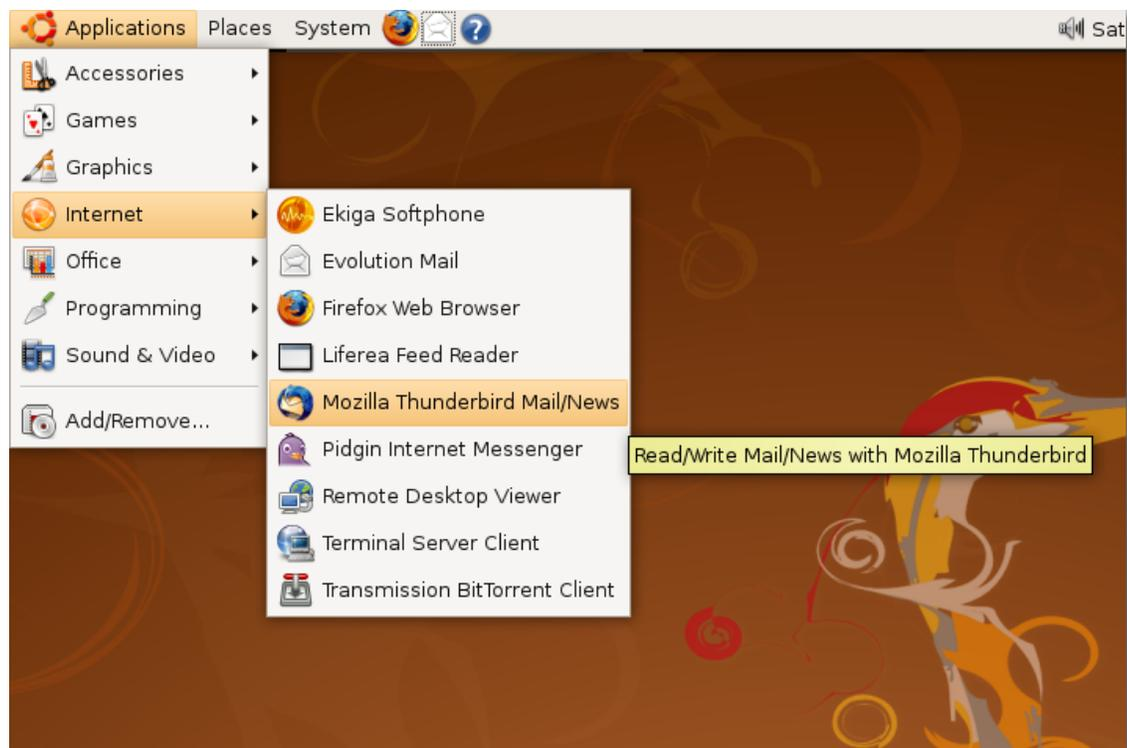 Applications Places System ? Sat
Accessories
Games
Graphics
Internet
Office
Programming
Sound & Video
Add/Remove...
Ekiga Softphone
Evolution Mail
Firefox Web Browser
Liferea Feed Reader
Mozilla Thunderbird Mail/News
Pidgin Internet Messenger
Remote Desktop Viewer
Terminal Server Client
Transmission BitTorrent Client
Read/Write Mail/News with Mozilla Thunderbird